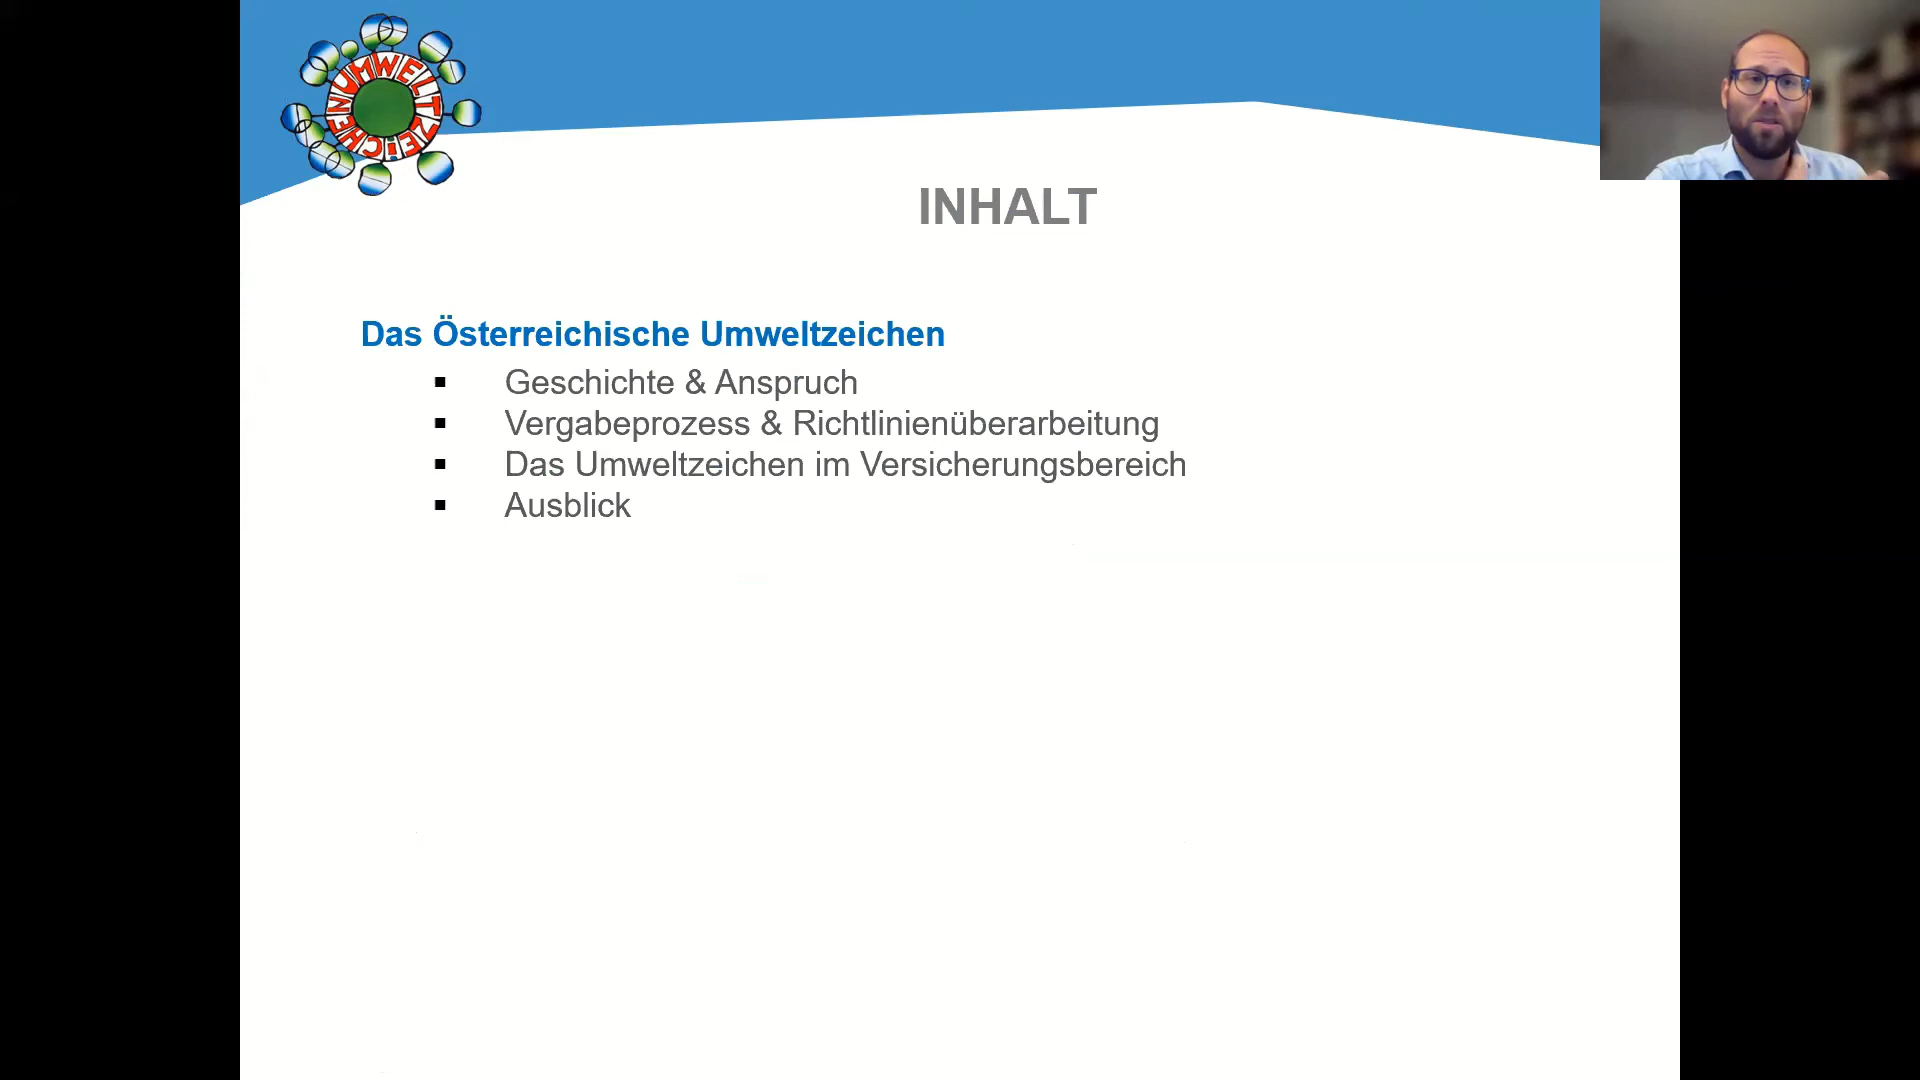 UMWELTZEICHEN
INHALT
Das Österreichische Umweltzeichen
Geschichte & Anspruch
Vergabeprozess & Richtlinienüberarbeitung
Das Umweltzeichen im Versicherungsbereich
Ausblick